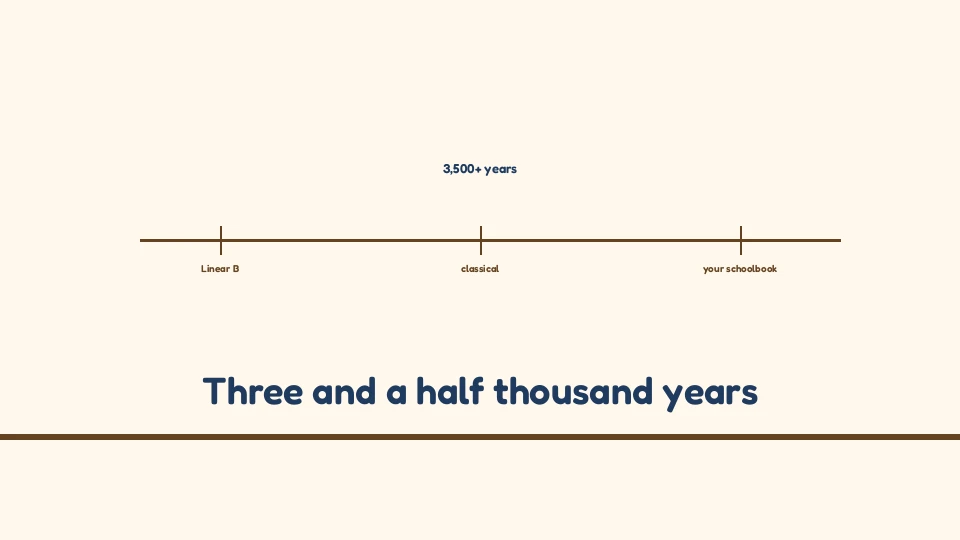 3,500+ years
Linear B
classical
your schoolbook
Three and a half thousand years